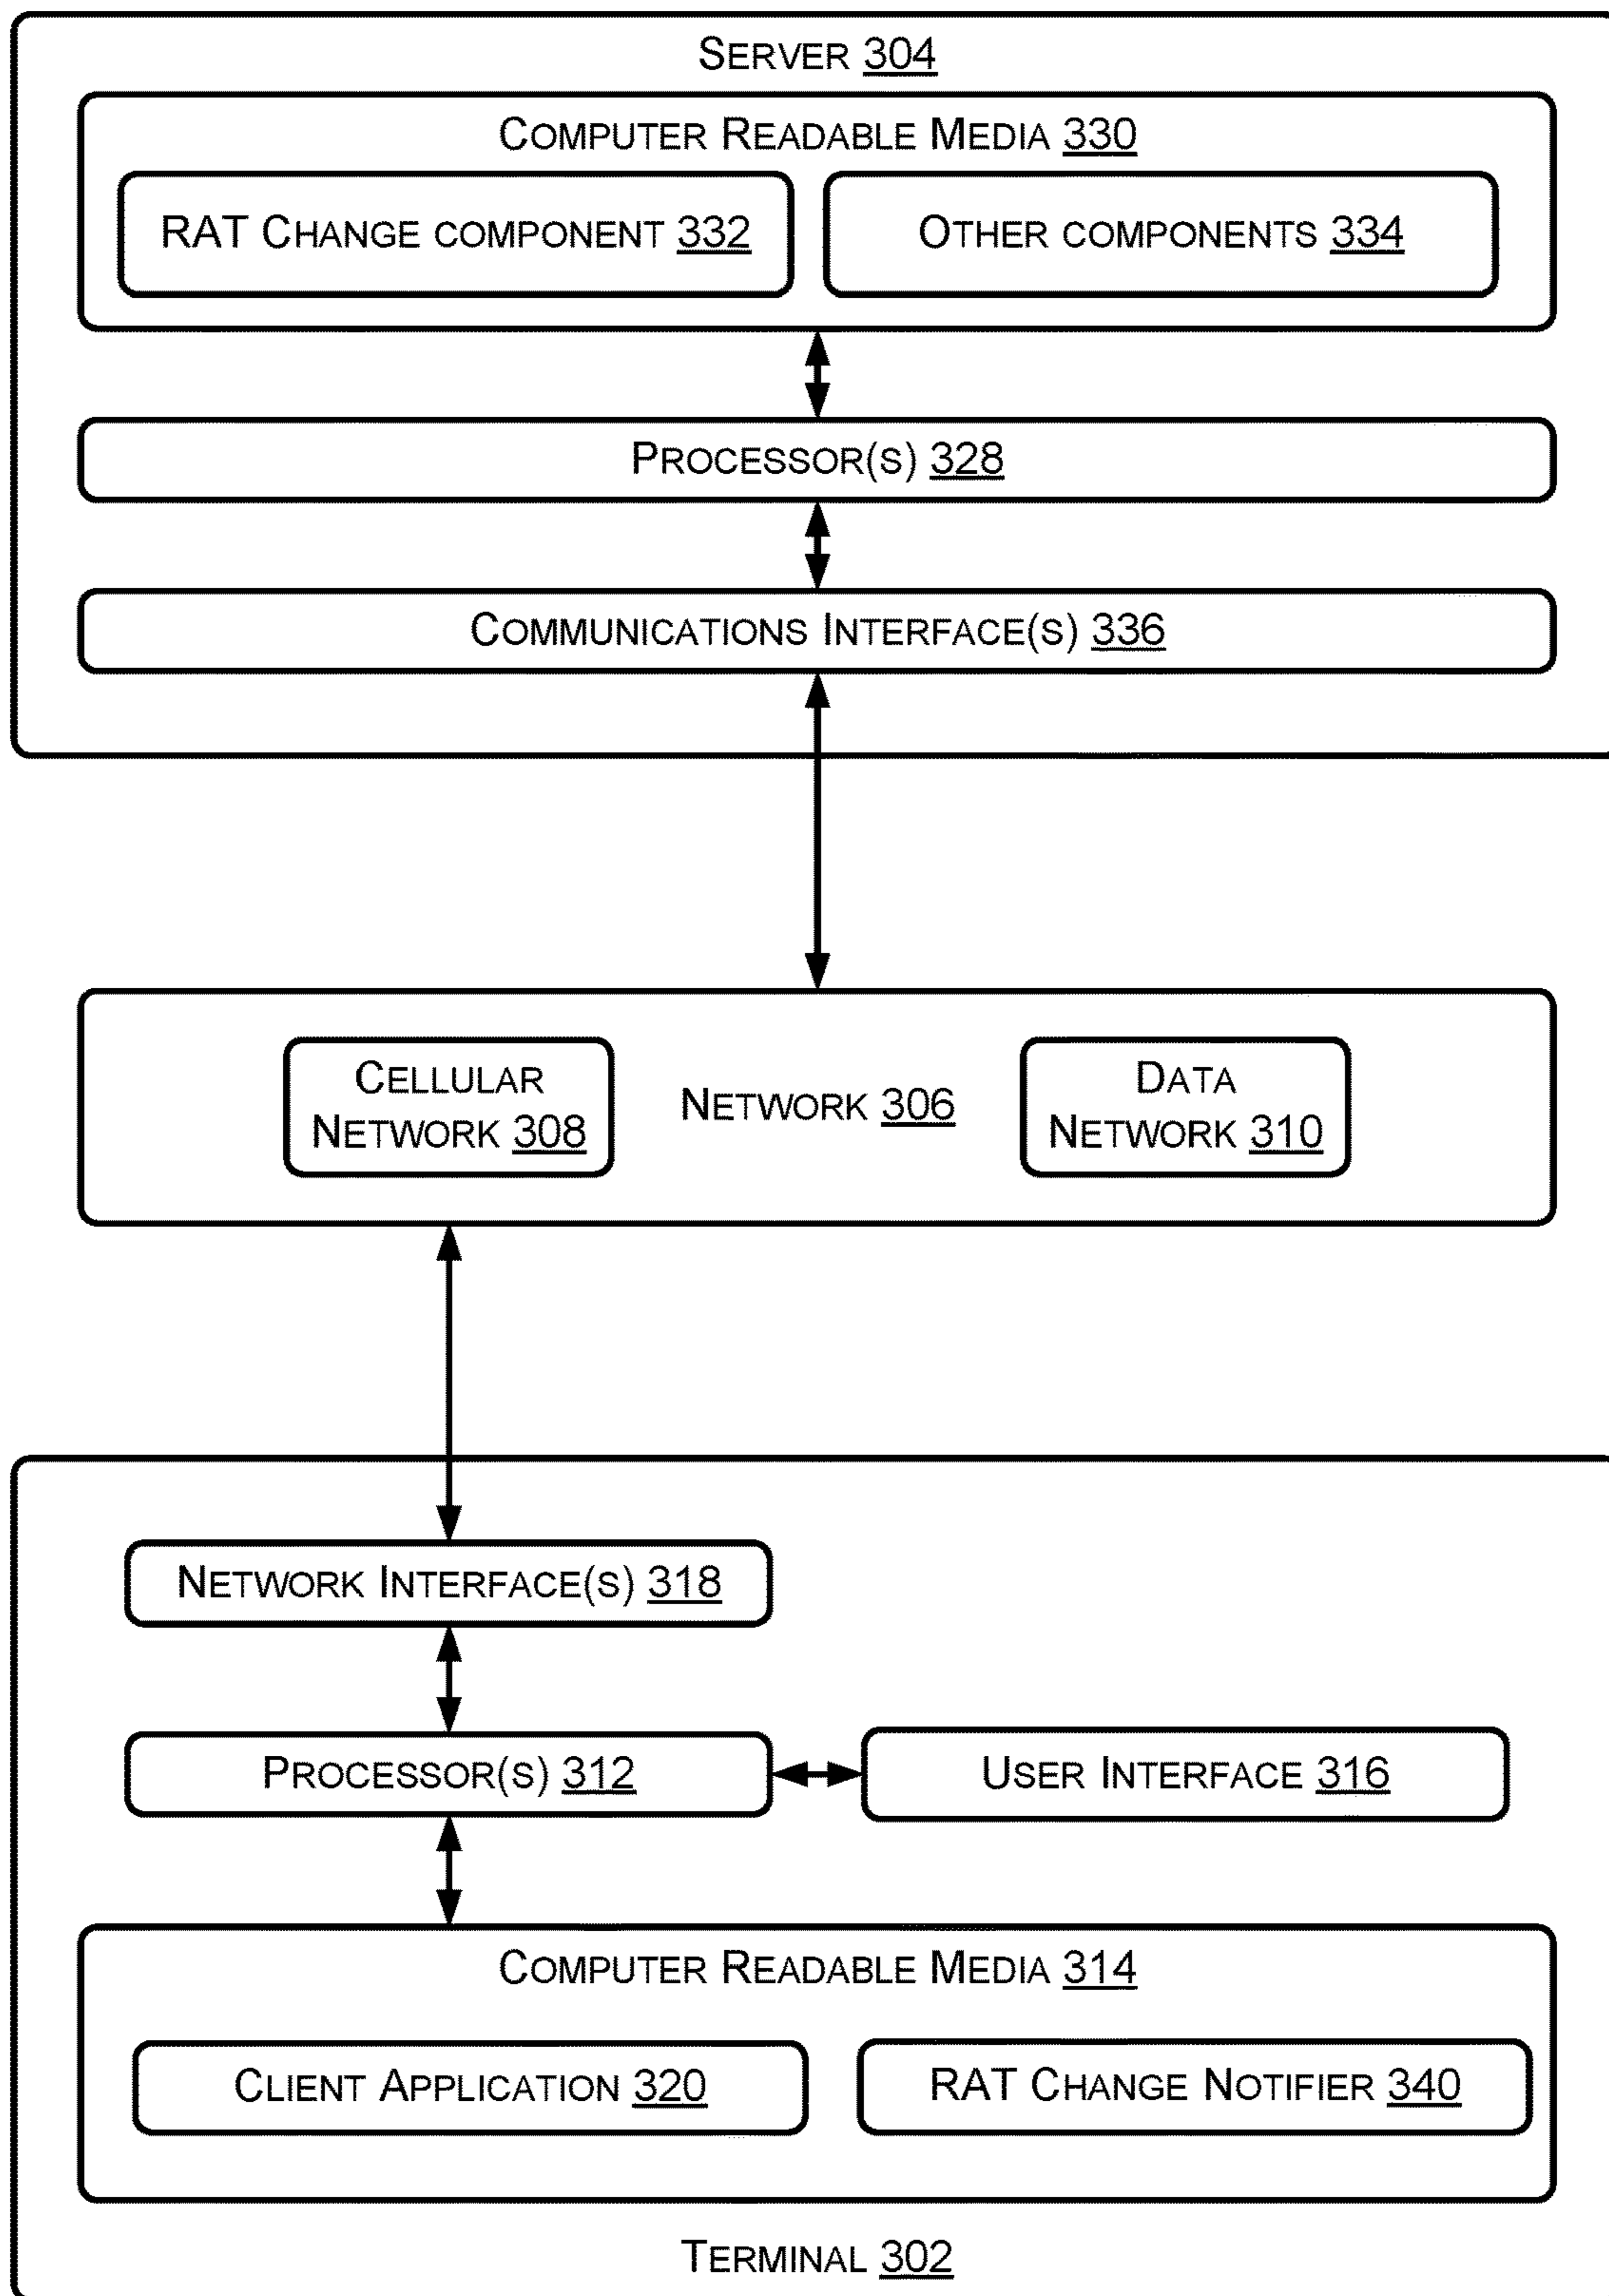 SERVER 304
COMPUTER READABLE MEDIA 330
RAT CHANGE COMPONENT 332
OTHER COMPONENTS 334
PROCESSOR(S) 328
COMMUNICATIONS INTERFACE(S) 336
CELLULAR
NETWORK 308
NETWORK 306
DATA
NETWORK 310
NETWORK INTERFACE(S) 318
PROCESSOR(S) 312
USER INTERFACE 316
COMPUTER READABLE MEDIA 314
CLIENT APPLICATION 320
RAT CHANGE NOTIFIER 340
TERMINAL 302